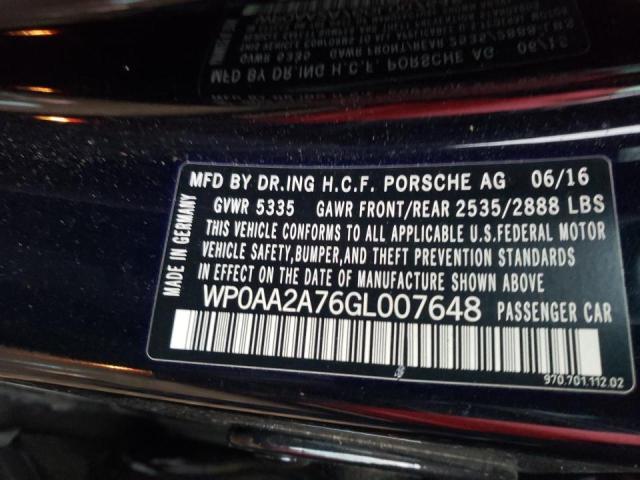 MFD BY DR.ING H.C.F. PORSCHE AG 06/16
GVWR 5335 GAWR FRONT/REAR 2535/2888 LBS
THIS VEHICLE CONFORMS TO ALL APPLICABLE U.S.FEDERAL MOTOR
VEHICLE SAFETY,BUMPER,AND THEFT PREVENTION STANDARDS
IN EFFECT ON THE DATE OF MANUFACTURE SHOWN ABOVE
WP0AA2A76GL007648 PASSENGER CAR
970.701.112.02
MADE IN GERMANY